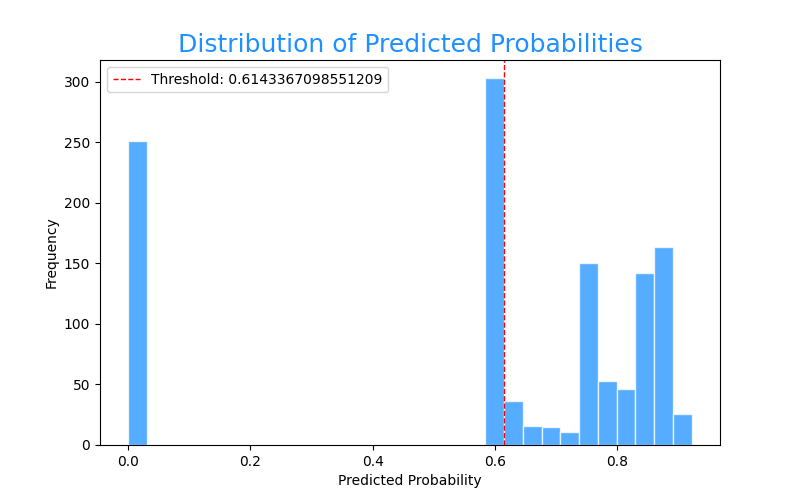 Distribution of Predicted Probabilities
Threshold: 0.6143367098551209
Frequency
300
250
200
150
100
50
0
0.0 0.2 0.4 0.6 0.8
Predicted Probability